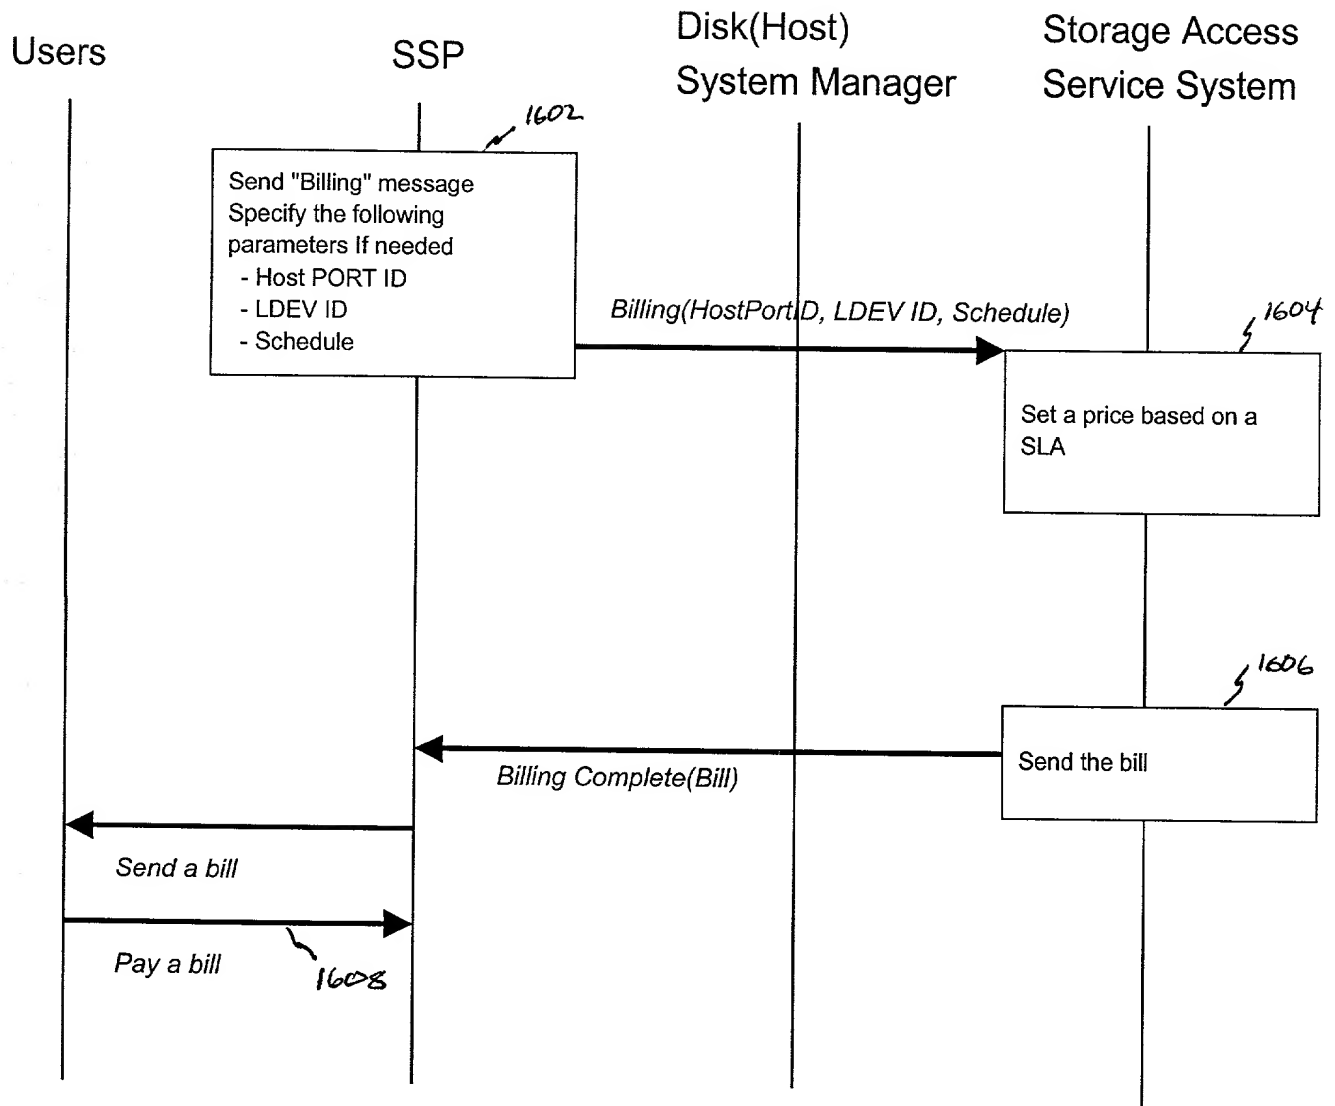 Users
SSP
Disk(Host)
System Manager
Storage Access
Service System
1602
Send "Billing" message
Specify the following
parameters If needed
- Host PORT ID
- LDEV ID
- Schedule
Billing(HostPortID, LDEV ID, Schedule)
1604
Set a price based on a
SLA
1606
Send the bill
Billing Complete(Bill)
Send a bill
Pay a bill
1608